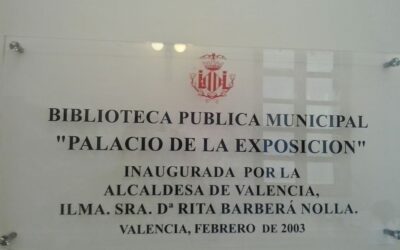 BIBLIOTECA PUBLICA MUNICIPAL
"PALACIO DE LA EXPOSICION"
INAUGURADA POR LA
ALCALDESA DE VALENCIA,
ILMA. SRA. Dª RITA BARBERÁ NOLLA.
VALENCIA, FEBRERO DE 2003